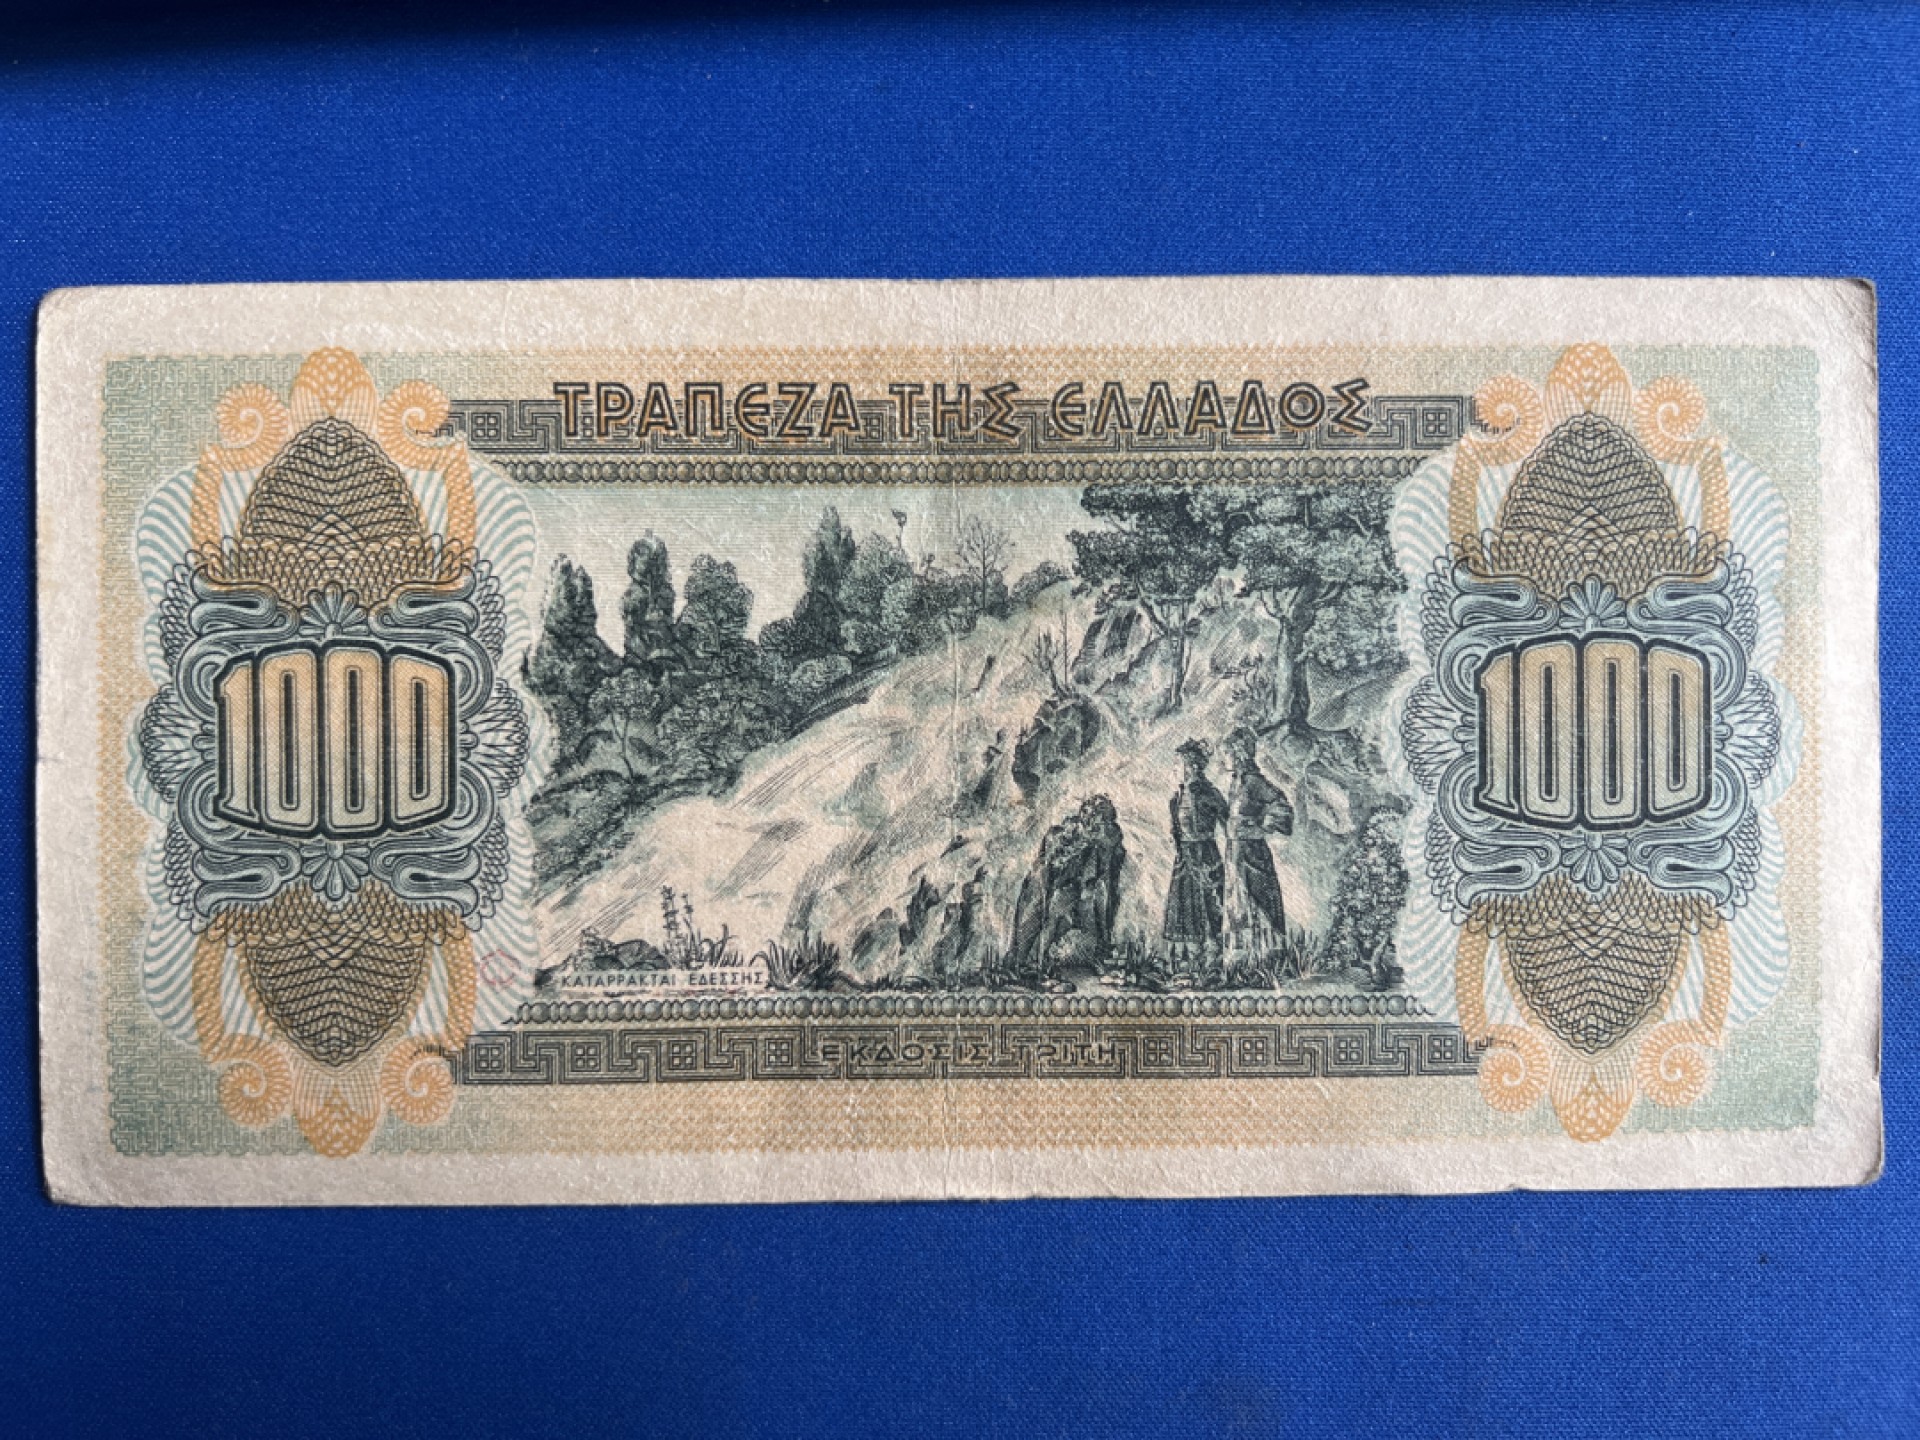 ΤΡΑΠΕΖΑ ΤΗΣ ΕΛΛΑΔΟΣ
1000
1000
ΚΑΤΑΡΡΑΚΤΑΙ ΕΔΕΣΣΗΣ
ΕΚΔΟΣΙΣ ΤΡΙΤΗ